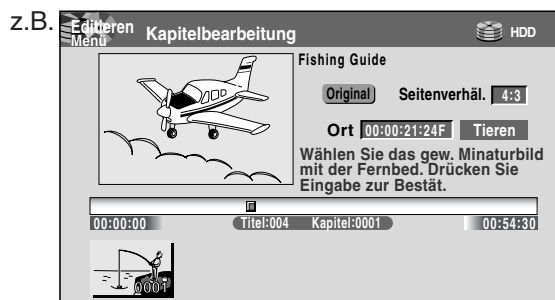 z.B.
Editieren Menü Kapitelbearbeitung HDD
Fishing Guide
Original Seitenverhäl. 4:3
Ort 00:00:21:24F Tieren
Wählen Sie das gew. Minaturbild
mit der Fernbed. Drücken Sie
Eingabe zur Bestät.
00:00:00 Titel:004 Kapitel:0001 00:54:30
0001